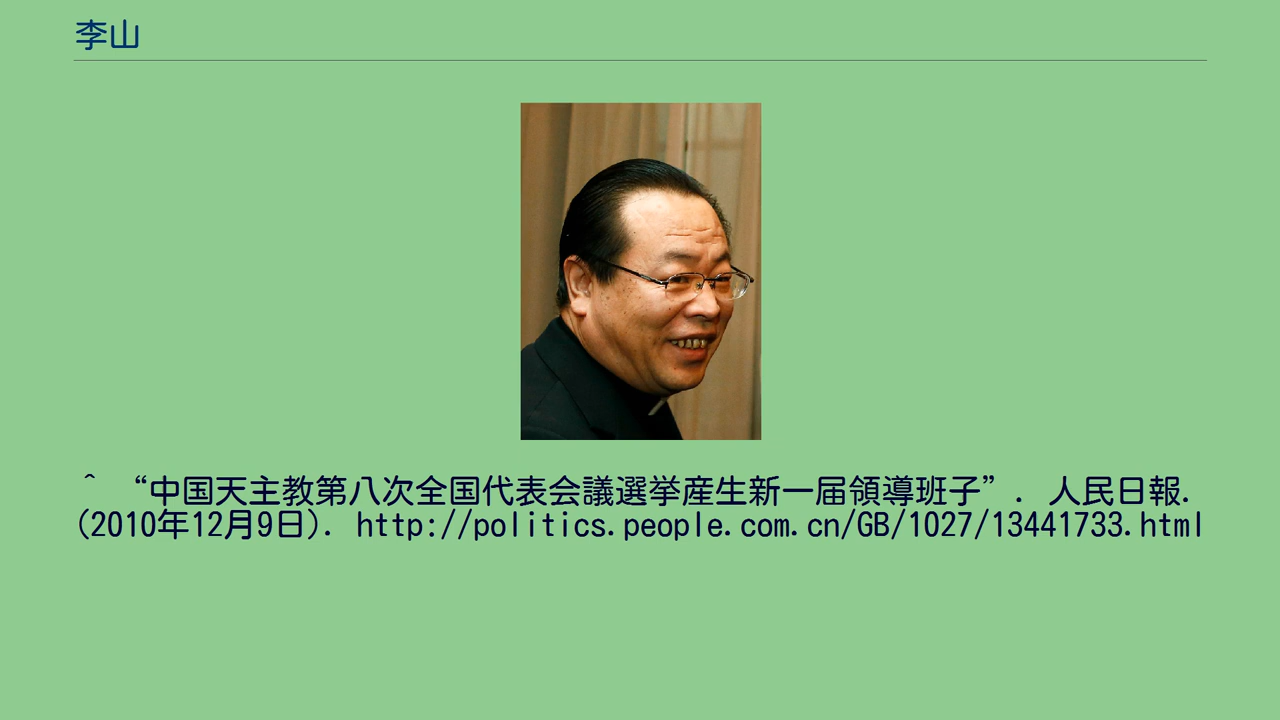 李山
^ “中国天主教第八次全国代表会議選挙産生新一届領導班子”. 人民日報.
(2010年12月9日). http://politics.people.com.cn/GB/1027/13441733.html